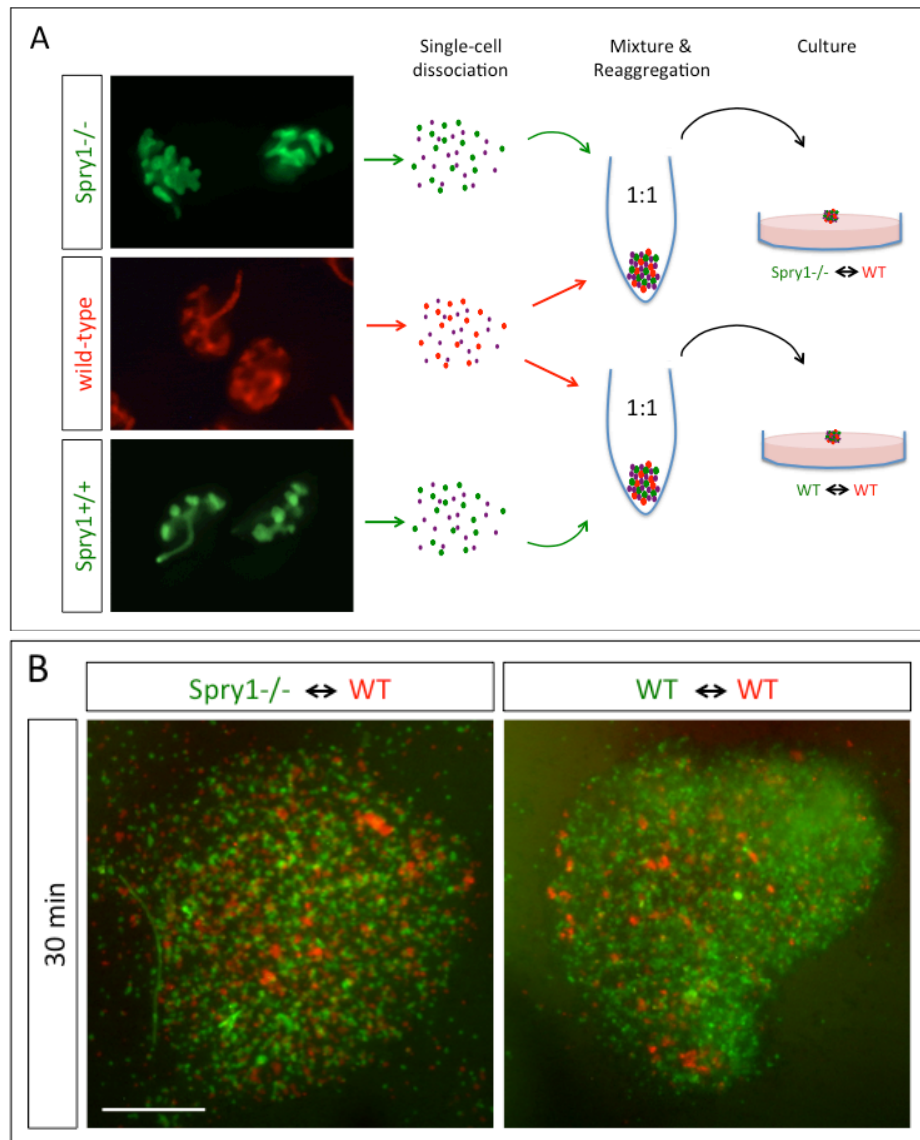 A
Single-cell
dissociation
Mixture &
Reaggregation
Culture
Spry1-/-
1:1
Spry1-/- ↔ WT
wild-type
1:1
WT ↔ WT
Spry1+/+
B
Spry1-/- ↔ WT
WT ↔ WT
30 min